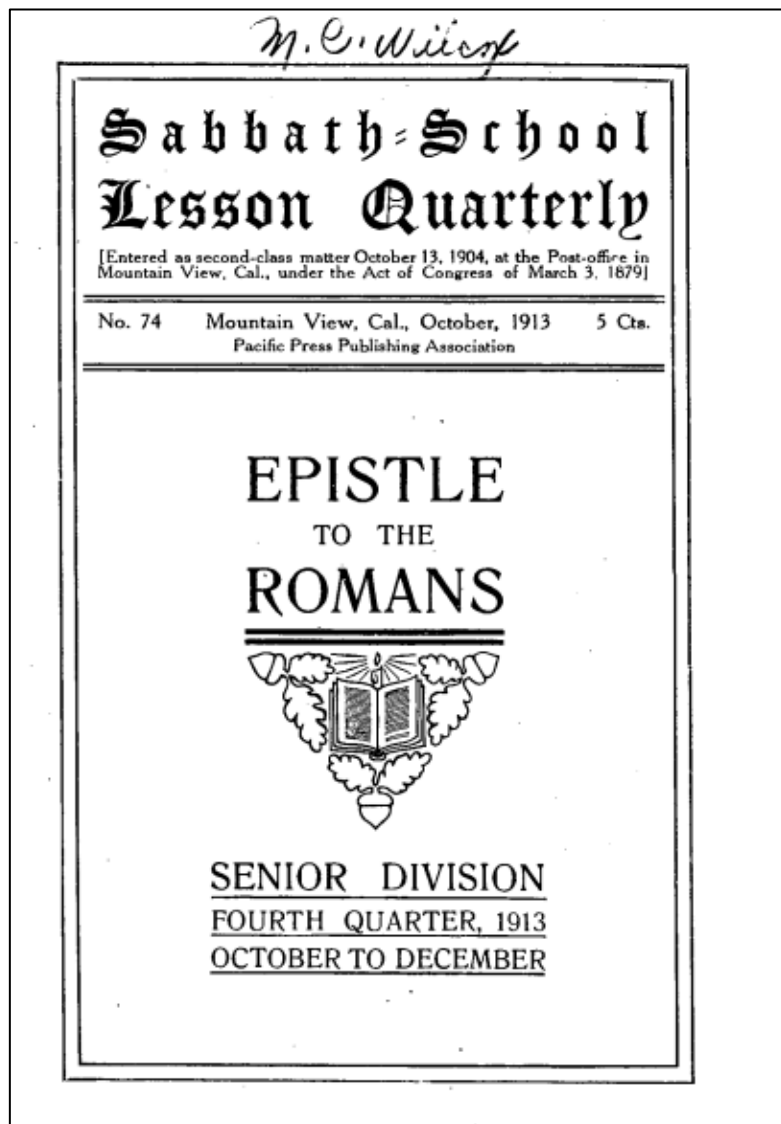 M. C. Wilcox
Sabbath=School
Lesson Quarterly
[Entered as second-class matter October 13, 1904, at the Post-office in
Mountain View, Cal., under the Act of Congress of March 3, 1879]
No. 74 Mountain View, Cal., October, 1913 5 Cts.
Pacific Press Publishing Association
EPISTLE
TO THE
ROMANS
SENIOR DIVISION
FOURTH QUARTER, 1913
OCTOBER TO DECEMBER